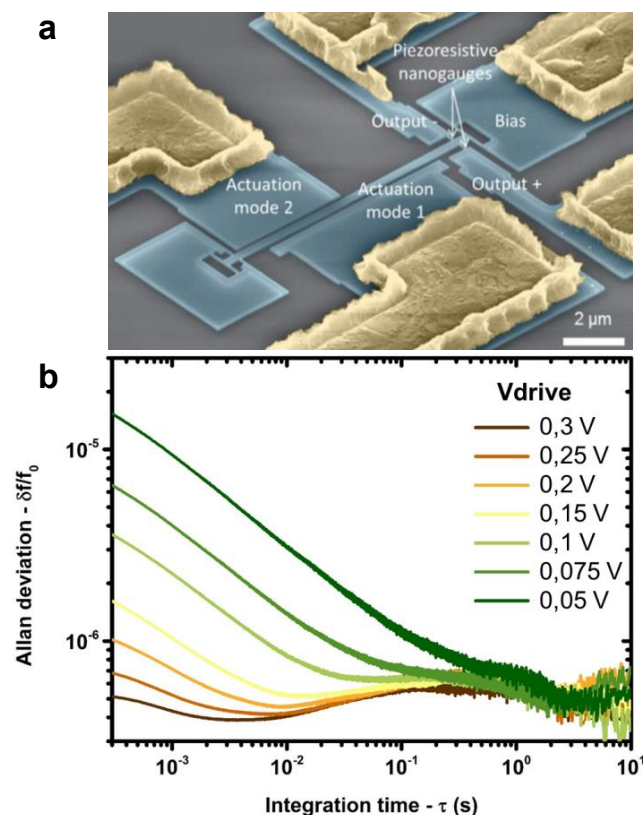 a
Piezoresistive
nanogauges
Output -
Bias
Actuation
mode 2
Actuation
mode 1
Output +
2 µm
b
Vdrive
0,3 V
0,25 V
0,2 V
0,15 V
0,1 V
0,075 V
0,05 V
Allan deviation - δf/f₀
10⁻⁵
10⁻⁶
10⁻³ 10⁻² 10⁻¹ 10⁰ 10¹
Integration time - τ (s)